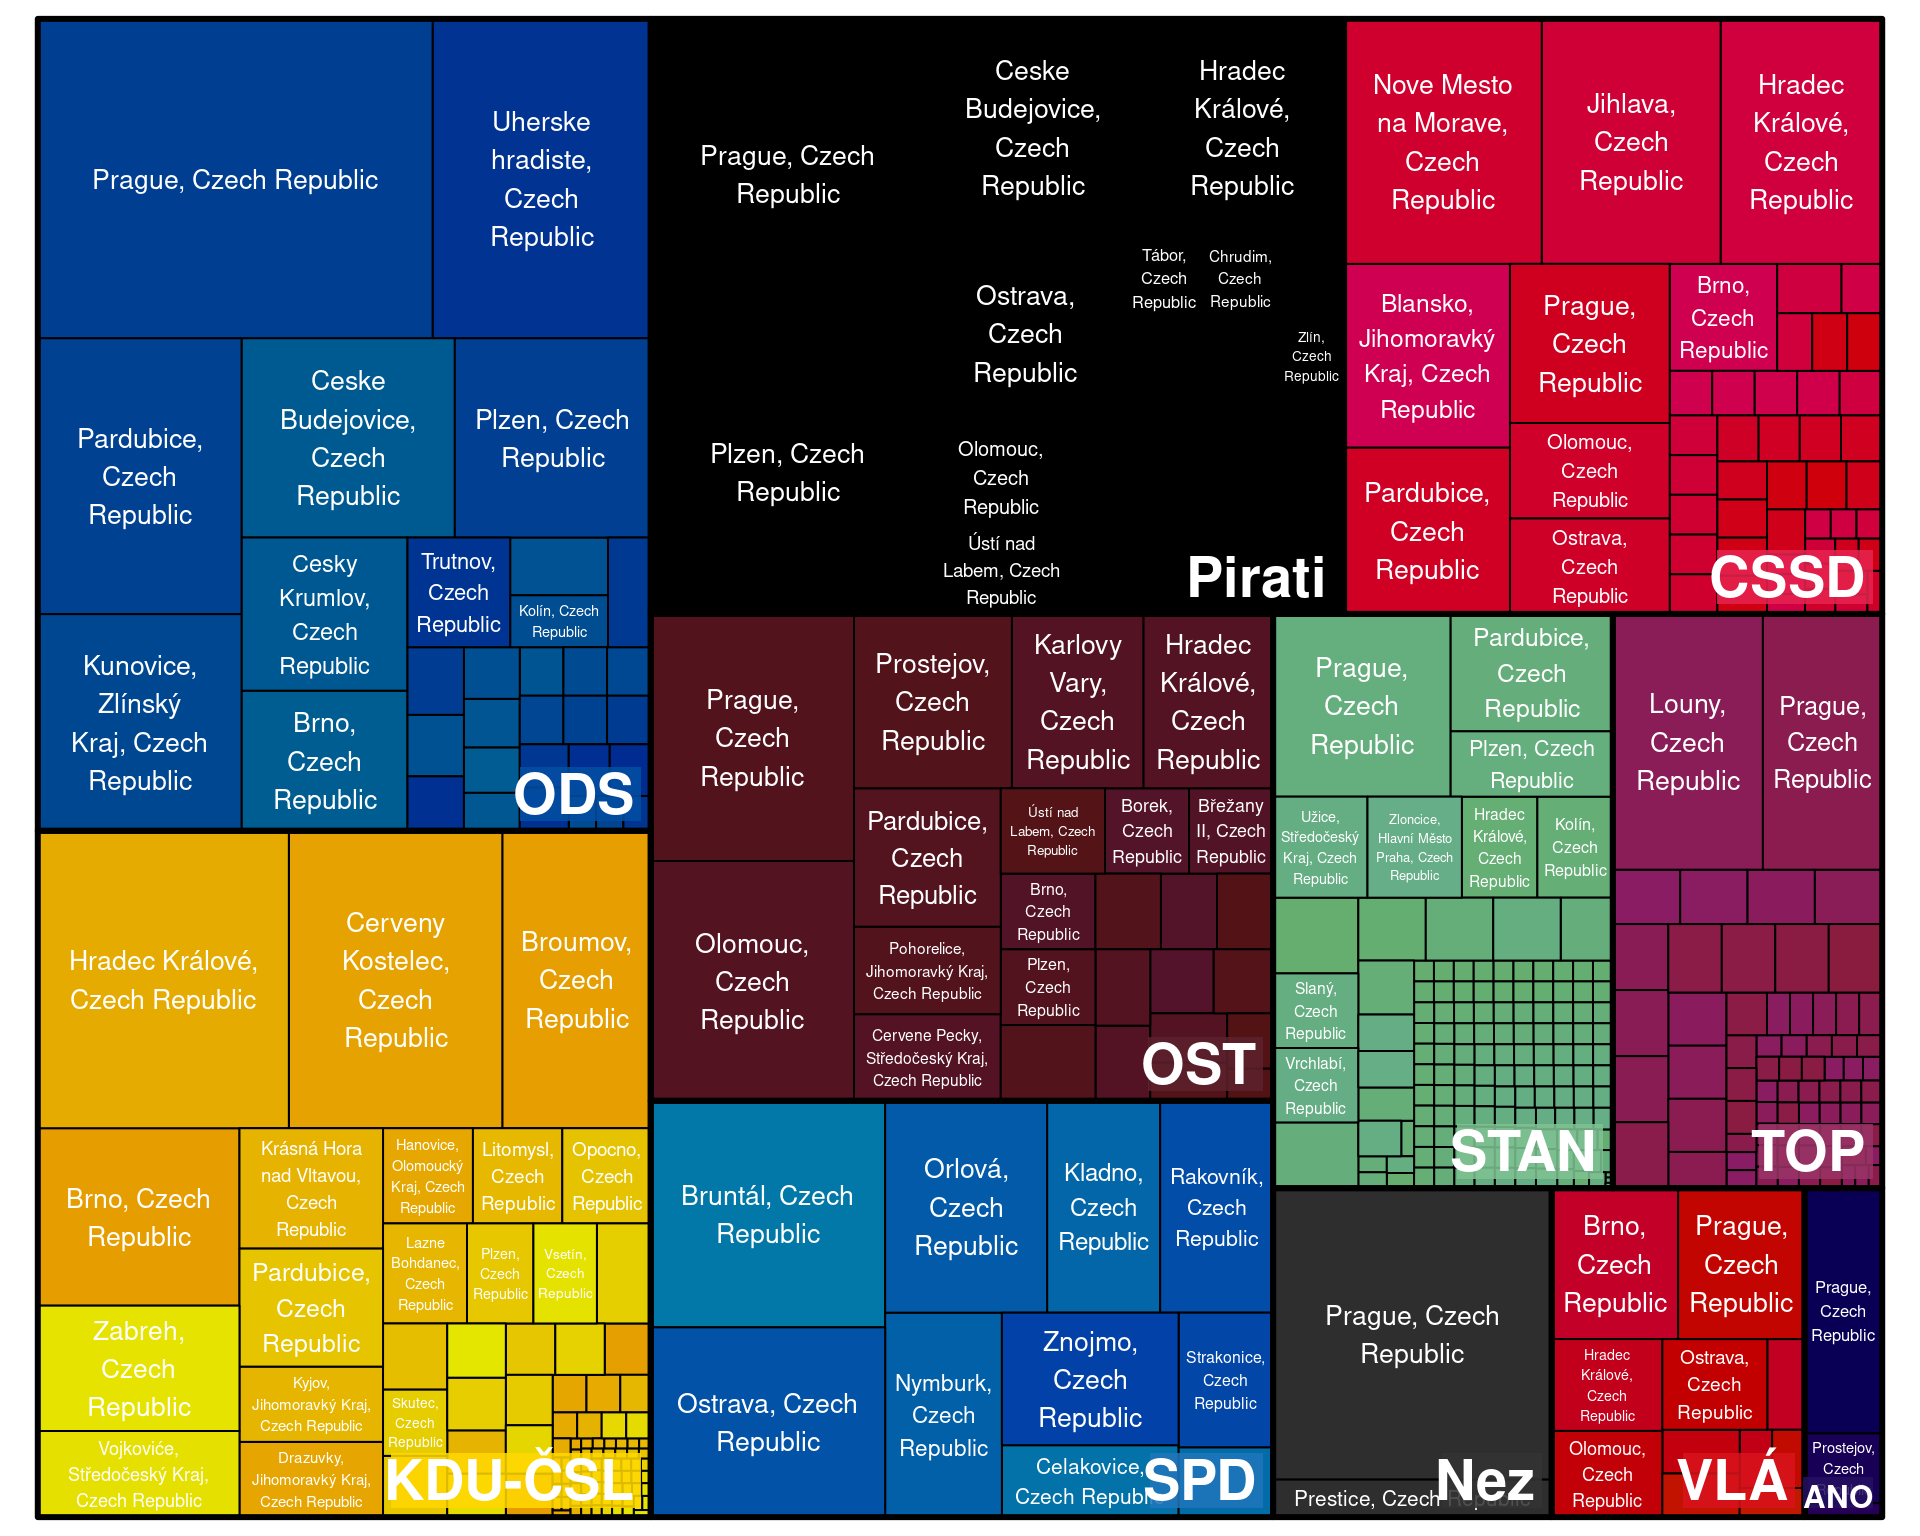 Prague, Czech Republic
Uherske
hradiste,
Czech
Republic
Pardubice,
Czech
Republic
Ceske
Budejovice,
Czech
Republic
Plzen, Czech
Republic
Kunovice,
Zlínský
Kraj, Czech
Republic
Cesky
Krumlov,
Czech
Republic
Brno,
Czech
Republic
Trutnov,
Czech
Republic
Kolín, Czech
Republic
ODS
Prague, Czech
Republic
Ceske
Budejovice,
Czech
Republic
Hradec
Králové,
Czech
Republic
Plzen, Czech
Republic
Ostrava,
Czech
Republic
Tábor,
Czech
Republic
Chrudim,
Czech
Republic
Zlín,
Czech
Republic
Olomouc,
Czech
Republic
Ústí nad
Labem, Czech
Republic
Pirati
Nove Mesto
na Morave,
Czech
Republic
Jihlava,
Czech
Republic
Hradec
Králové,
Czech
Republic
Blansko,
Jihomoravký
Kraj, Czech
Republic
Pardubice,
Czech
Republic
Prague,
Czech
Republic
Olomouc,
Czech
Republic
Ostrava,
Czech
Republic
Brno,
Czech
Republic
CSSD
Hradec Králové,
Czech Republic
Cerveny
Kostelec,
Czech
Republic
Broumov,
Czech
Republic
Brno, Czech
Republic
Zabreh,
Czech
Republic
Vojkoviće,
Středočeský Kraj,
Czech Republic
Krásná Hora
nad Vltavou,
Czech
Republic
Pardubice,
Czech
Republic
Kyjov,
Jihomoravký Kraj,
Czech Republic
Drazuvky,
Jihomoravký Kraj,
Czech Republic
Hanovice,
Olomoucký
Kraj, Czech
Republic
Litomysl,
Czech
Republic
Opocno,
Czech
Republic
Lazne
Bohdanec,
Czech
Republic
Plzen,
Czech
Republic
Vsetín,
Czech
Republic
Skutec,
Czech
Republic
KDU-ČSL
Prague,
Czech
Republic
Olomouc,
Czech
Republic
Prostejov,
Czech
Republic
Karlovy
Vary,
Czech
Republic
Hradec
Králové,
Czech
Republic
Pardubice,
Czech
Republic
Pohorelice,
Jihomoravký Kraj,
Czech Republic
Cervene Pecky,
Středočeský Kraj,
Czech Republic
Ústí nad
Labem, Czech
Republic
Borek,
Czech
Republic
Břežany
II, Czech
Republic
Brno,
Czech
Republic
Plzen,
Czech
Republic
OST
Bruntál, Czech
Republic
Ostrava, Czech
Republic
Orlová,
Czech
Republic
Kladno,
Czech
Republic
Rakovník,
Czech
Republic
Nymburk,
Czech
Republic
Znojmo,
Czech
Republic
Strakonice,
Czech
Republic
Celakovice,
Czech Republic
SPD
Prague,
Czech
Republic
Pardubice,
Czech
Republic
Plzen, Czech
Republic
Užice,
Středočeský
Kraj, Czech
Republic
Zloncice,
Hlavní Město
Praha, Czech
Republic
Hradec
Králové,
Czech
Republic
Kolín,
Czech
Republic
Slaný,
Czech
Republic
Vrchlabí,
Czech
Republic
STAN
Louny,
Czech
Republic
Prague,
Czech
Republic
TOP
Prague, Czech
Republic
Prestice, Czech Republic
Nez
Brno,
Czech
Republic
Prague,
Czech
Republic
Hradec
Králové,
Czech
Republic
Ostrava,
Czech
Republic
Olomouc,
Czech
Republic
VLÁ
Prague,
Czech
Republic
Prostejov,
Czech
ANO